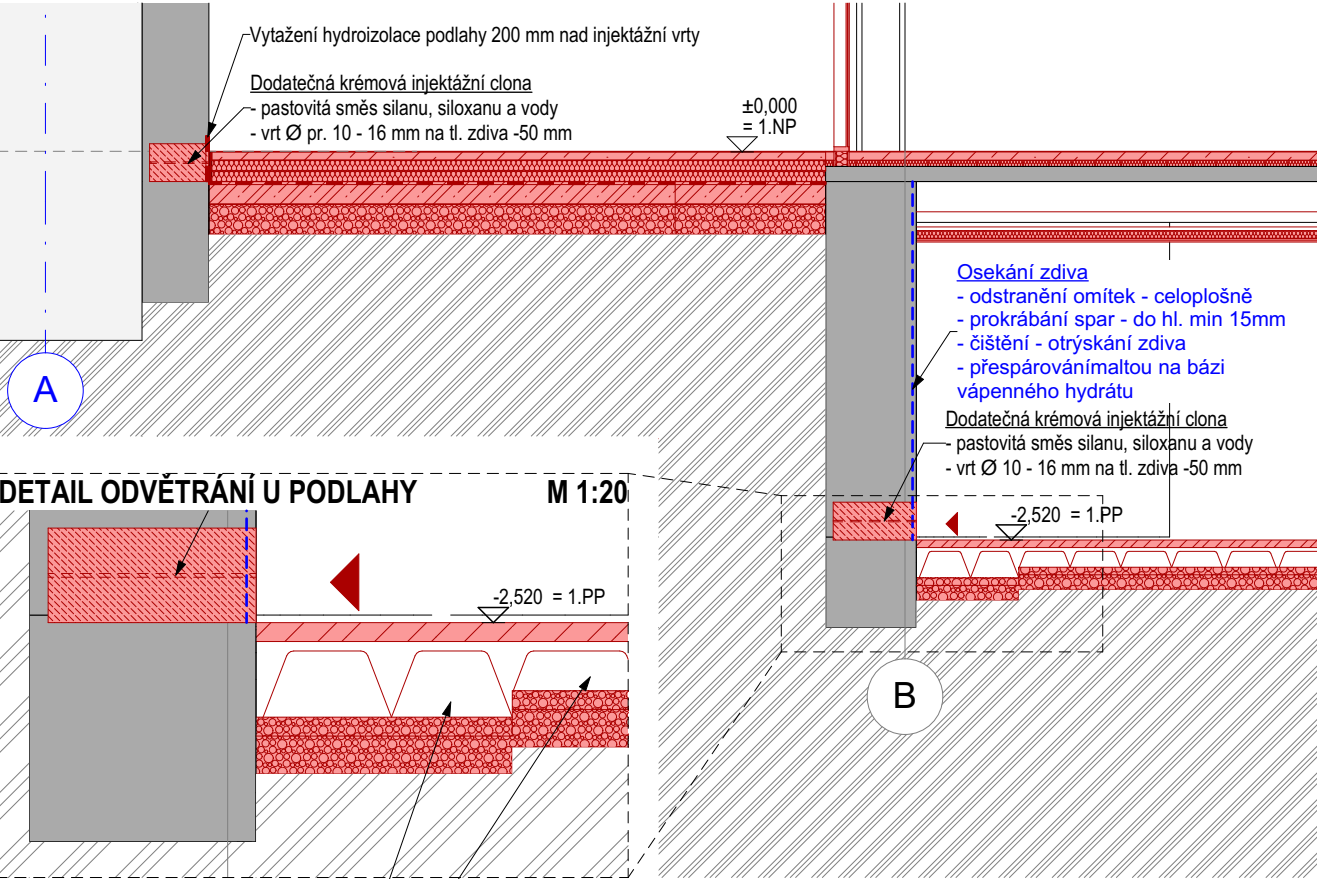 Vytažení hydroizolace podlahy 200 mm nad injektážní vrty
Dodatečná krémová injektážní clona
- pastovitá směs silanu, siloxanu a vody
- vrt Ø pr. 10 - 16 mm na tl. zdiva -50 mm
±0,000
= 1.NP
Osekání zdiva
- odstranění omítek - celoplošně
- prokrábání spar - do hl. min 15mm
- čištění - otrýskání zdiva
- přespárovánímaltou na bázi
vápenného hydrátu
A
Dodatečná krémová injektážní clona
- pastovitá směs silanu, siloxanu a vody
- vrt Ø 10 - 16 mm na tl. zdiva -50 mm
DETAIL ODVĚTRÁNÍ U PODLAHY M 1:20
-2,520 = 1.PP
-2,520 = 1.PP
B